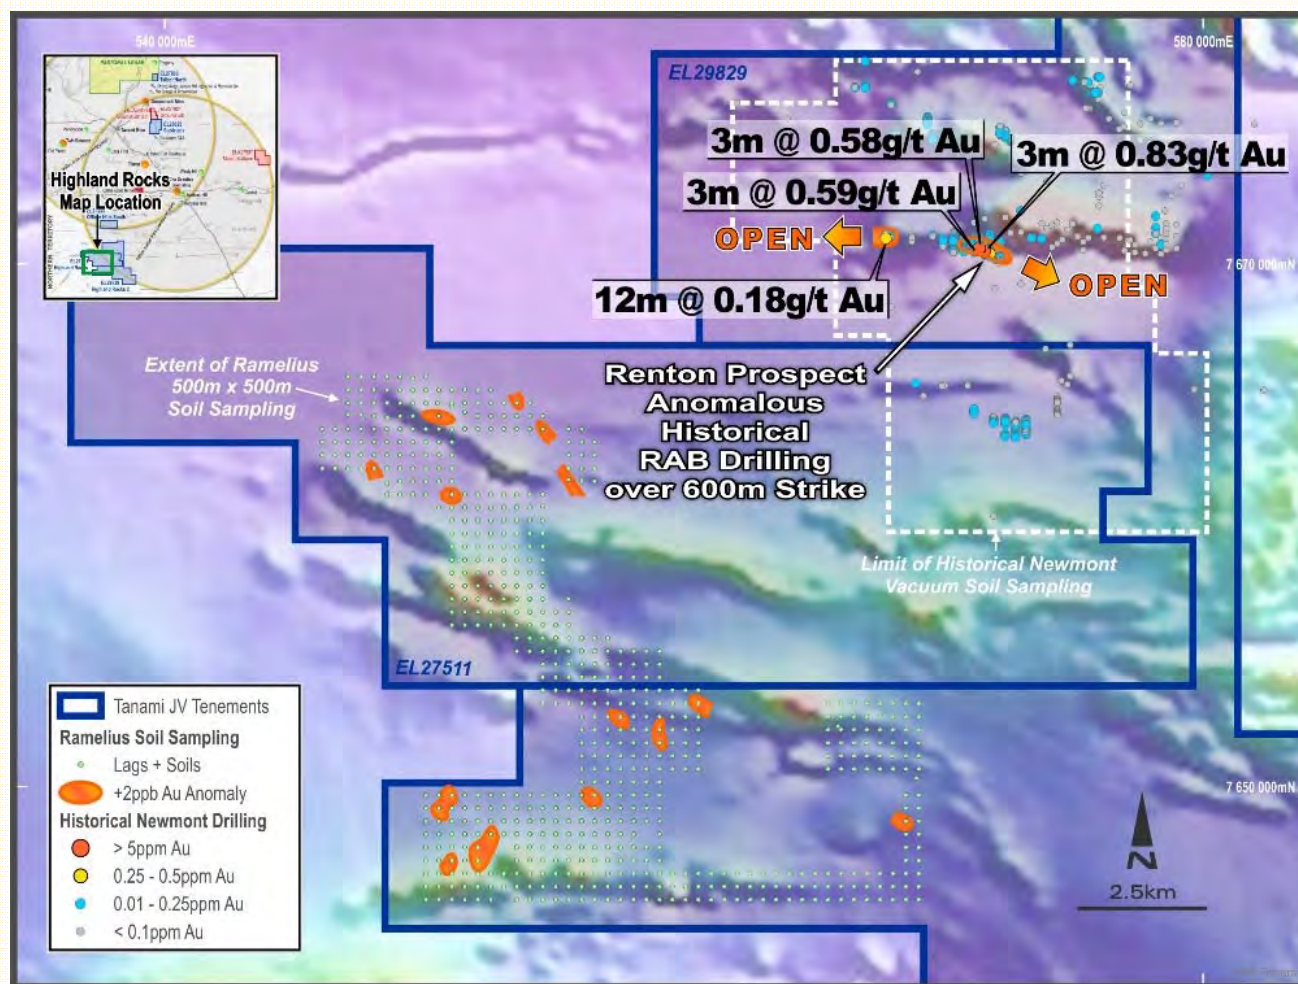 540 000mE
580 000mE
EL29829
3m @ 0.58g/t Au
3m @ 0.83g/t Au
3m @ 0.59g/t Au
Highland Rocks
Map Location
NORTHERN TERRITORY
OPEN
OPEN
7 670 000mN
12m @ 0.18g/t Au
Extent of Ramelius
500m x 500m
Soil Sampling
Renton Prospect
Anomalous
Historical
RAB Drilling
over 600m Strike
Limit of Historical Newmont
Vacuum Soil Sampling
EL27511
Tanami JV Tenements
Ramelius Soil Sampling
Lags + Soils
+2ppb Au Anomaly
Historical Newmont Drilling
> 5ppm Au
0.25 - 0.5ppm Au
0.01 - 0.25ppm Au
< 0.1ppm Au
7 650 000mN
N
2.5km